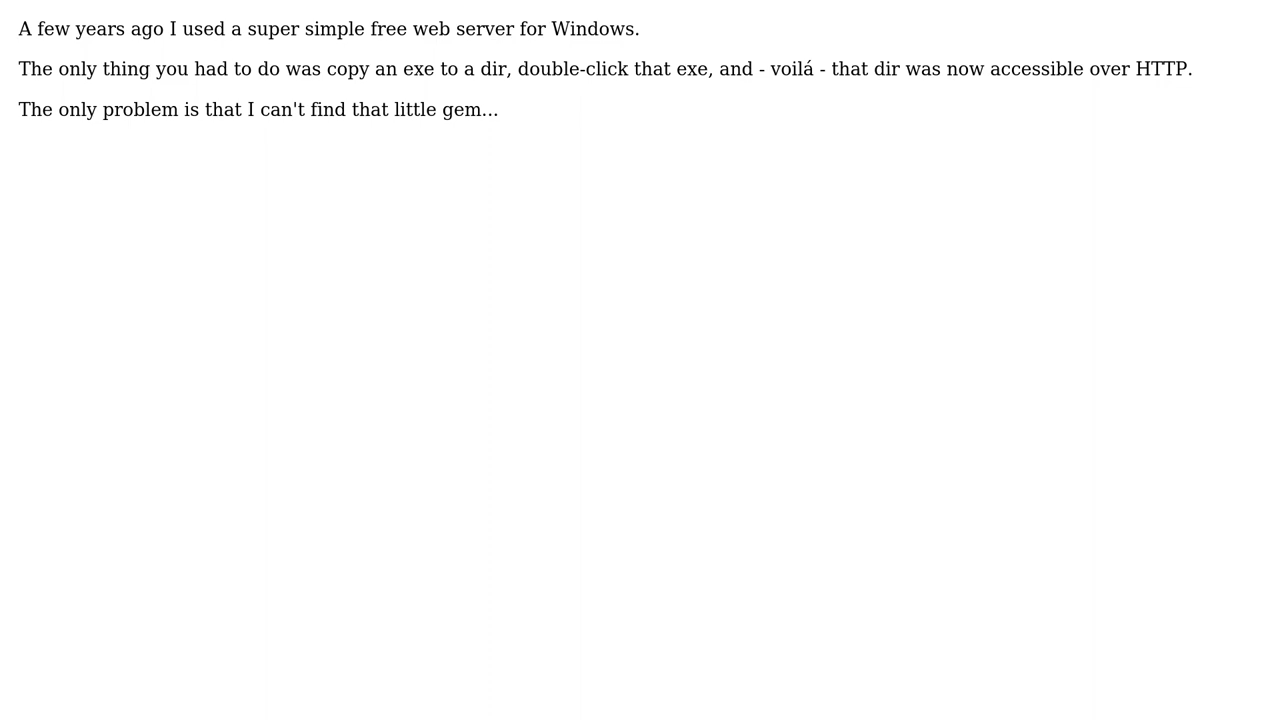 A few years ago I used a super simple free web server for Windows.
The only thing you had to do was copy an exe to a dir, double-click that exe, and - voilá - that dir was now accessible over HTTP.
The only problem is that I can't find that little gem...